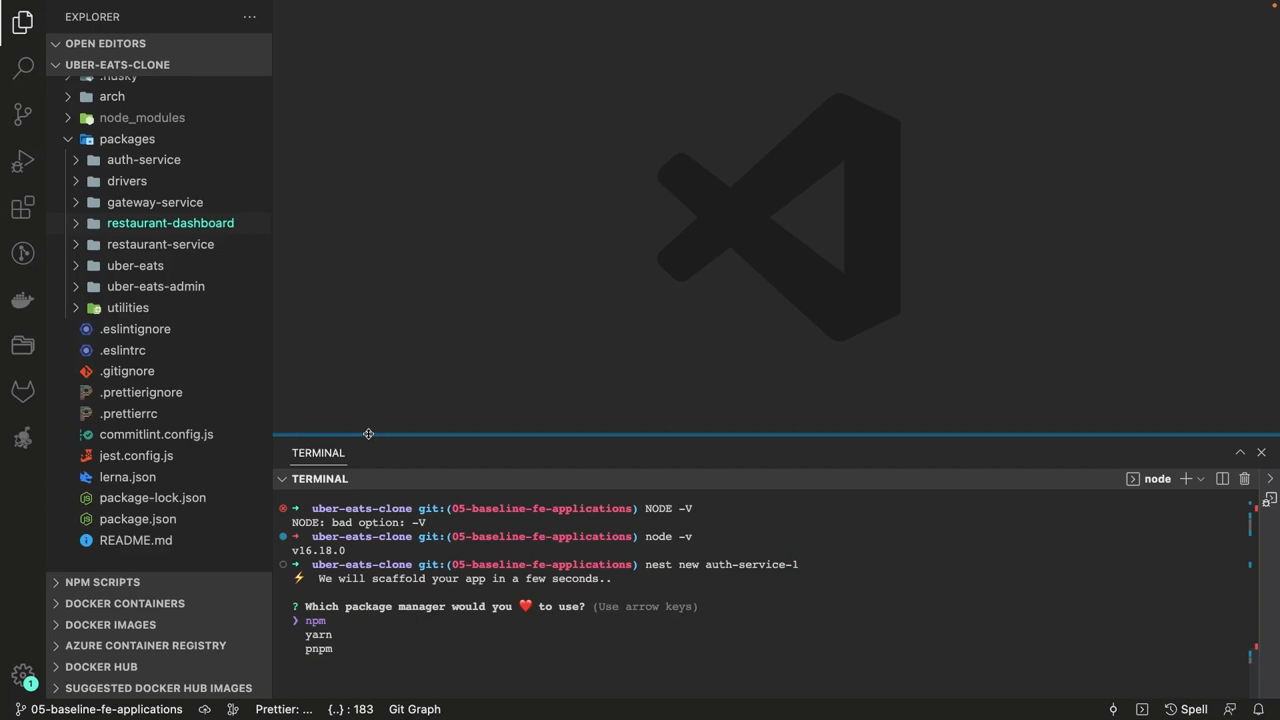 EXPLORER
OPEN EDITORS
UBER-EATS-CLONE
.husky
arch
node_modules
packages
auth-service
drivers
gateway-service
restaurant-dashboard
restaurant-service
uber-eats
uber-eats-admin
utilities
.eslintignore
.eslintrc
.gitignore
.prettierignore
.prettierrc
commitlint.config.js
jest.config.js
lerna.json
package-lock.json
package.json
README.md
NPM SCRIPTS
DOCKER CONTAINERS
DOCKER IMAGES
AZURE CONTAINER REGISTRY
DOCKER HUB
SUGGESTED DOCKER HUB IMAGES
TERMINAL
TERMINAL
node
➜ uber-eats-clone git:(05-baseline-fe-applications) NODE -V
NODE: bad option: -V
➜ uber-eats-clone git:(05-baseline-fe-applications) node -v
v16.18.0
➜ uber-eats-clone git:(05-baseline-fe-applications) nest new auth-service-1
⚡ We will scaffold your app in a few seconds..
? Which package manager would you ❤️ to use? (Use arrow keys)
❯ npm
yarn
pnpm
1
05-baseline-fe-applications
Prettier: ...
{..} : 183
Git Graph
Spell